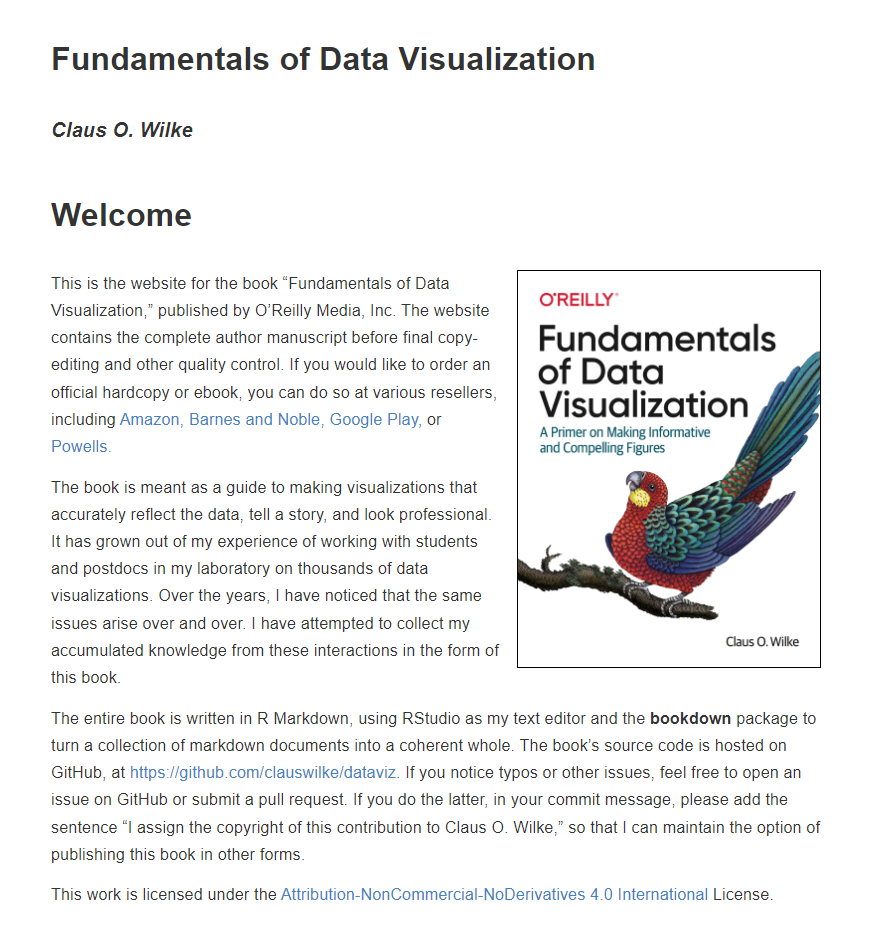 Fundamentals of Data Visualization
Claus O. Wilke
Welcome
This is the website for the book “Fundamentals of Data
Visualization,” published by O’Reilly Media, Inc. The website
contains the complete author manuscript before final copy-
editing and other quality control. If you would like to order an
official hardcopy or ebook, you can do so at various resellers,
including Amazon, Barnes and Noble, Google Play, or
Powells.
The book is meant as a guide to making visualizations that
accurately reflect the data, tell a story, and look professional.
It has grown out of my experience of working with students
and postdocs in my laboratory on thousands of data
visualizations. Over the years, I have noticed that the same
issues arise over and over. I have attempted to collect my
accumulated knowledge from these interactions in the form of
this book.
O'REILLY®
Fundamentals
of Data
Visualization
A Primer on Making Informative
and Compelling Figures
Claus O. Wilke
The entire book is written in R Markdown, using RStudio as my text editor and the bookdown package to
turn a collection of markdown documents into a coherent whole. The book’s source code is hosted on
GitHub, at https://github.com/clauswilke/dataviz. If you notice typos or other issues, feel free to open an
issue on GitHub or submit a pull request. If you do the latter, in your commit message, please add the
sentence “I assign the copyright of this contribution to Claus O. Wilke,” so that I can maintain the option of
publishing this book in other forms.
This work is licensed under the Attribution-NonCommercial-NoDerivatives 4.0 International License.